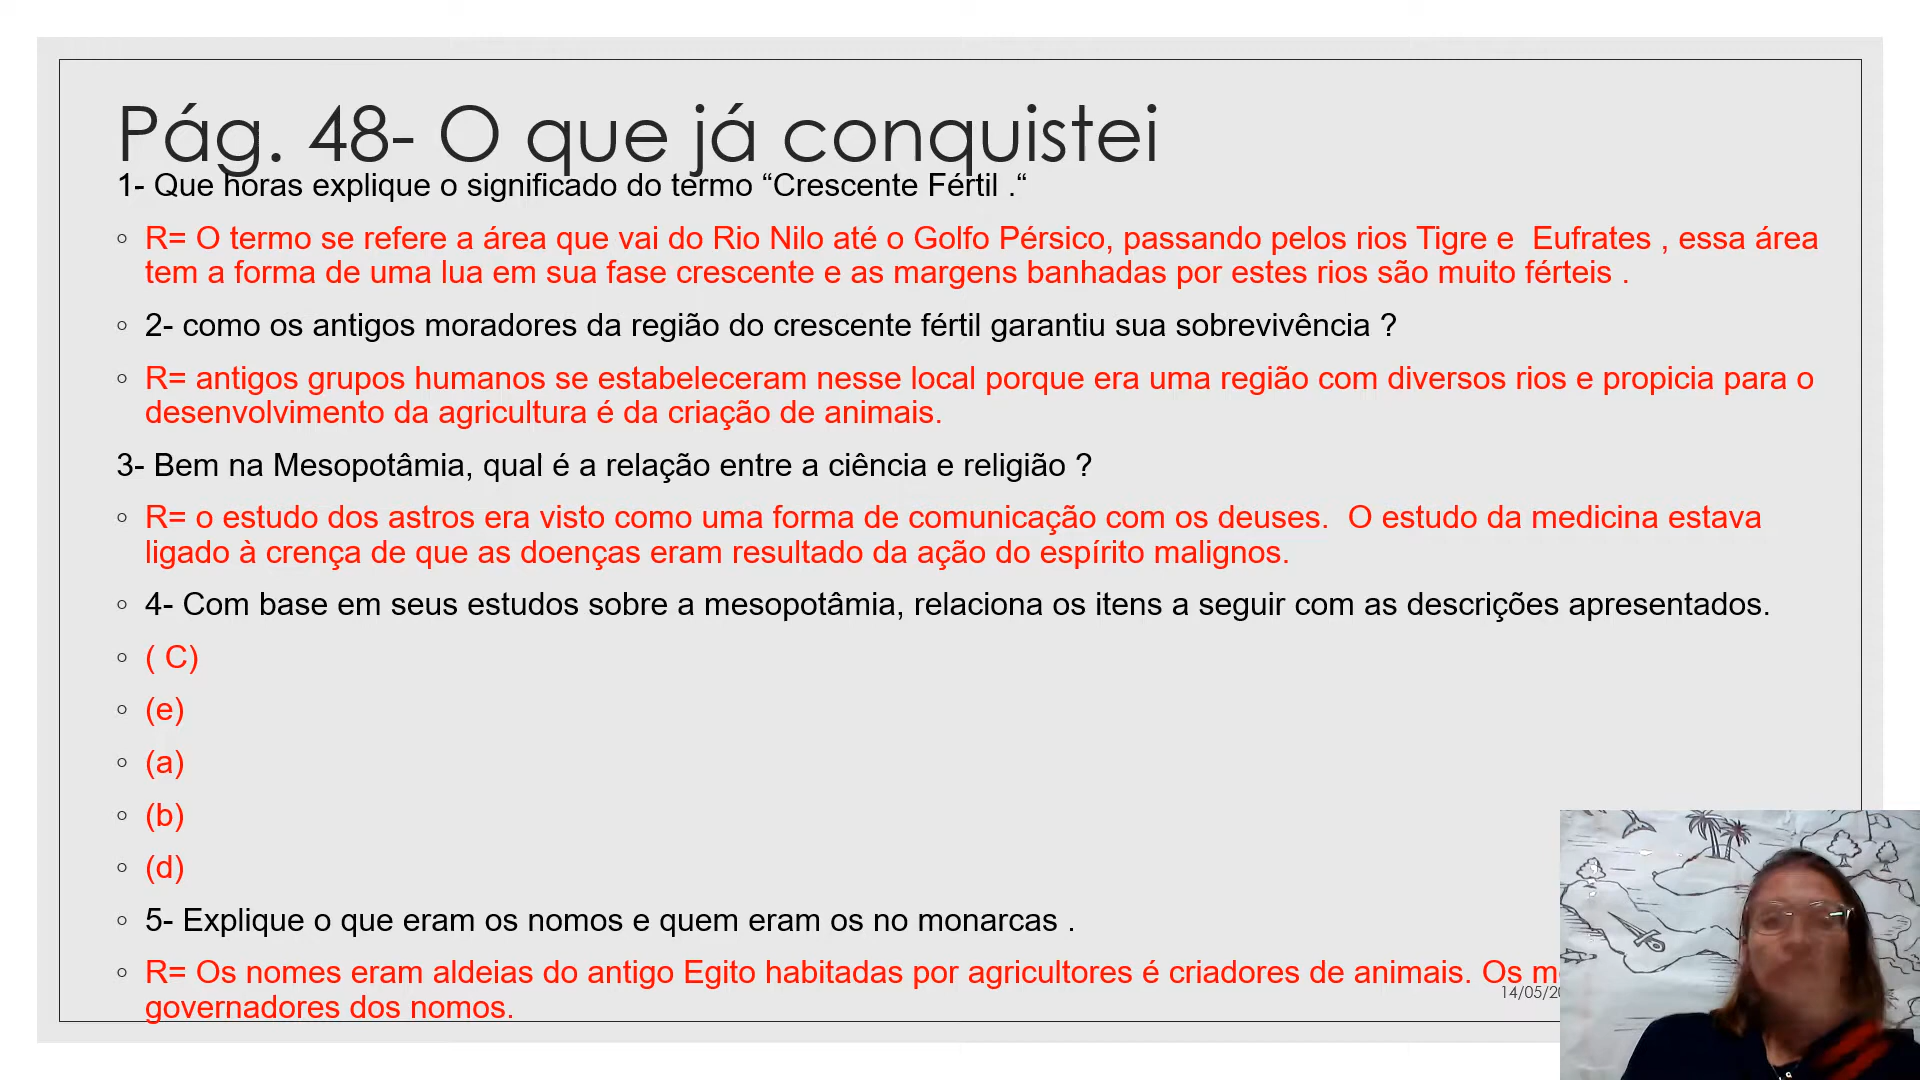 Pág. 48- O que já conquistei
1- Que horas explique o significado do termo “Crescente Fértil .“
R= O termo se refere a área que vai do Rio Nilo até o Golfo Pérsico, passando pelos rios Tigre e  Eufrates , essa área
tem a forma de uma lua em sua fase crescente e as margens banhadas por estes rios são muito férteis .
2- como os antigos moradores da região do crescente fértil garantiu sua sobrevivência ?
R= antigos grupos humanos se estabeleceram nesse local porque era uma região com diversos rios e propicia para o
desenvolvimento da agricultura é da criação de animais.
3- Bem na Mesopotâmia, qual é a relação entre a ciência e religião ?
R= o estudo dos astros era visto como uma forma de comunicação com os deuses.  O estudo da medicina estava
ligado à crença de que as doenças eram resultado da ação do espírito malignos.
4- Com base em seus estudos sobre a mesopotâmia, relaciona os itens a seguir com as descrições apresentados.
( C)
(e)
(a)
(b)
(d)
5- Explique o que eram os nomos e quem eram os no monarcas .
R= Os nomes eram aldeias do antigo Egito habitadas por agricultores é criadores de animais. Os
governadores dos nomos.
14/05/20